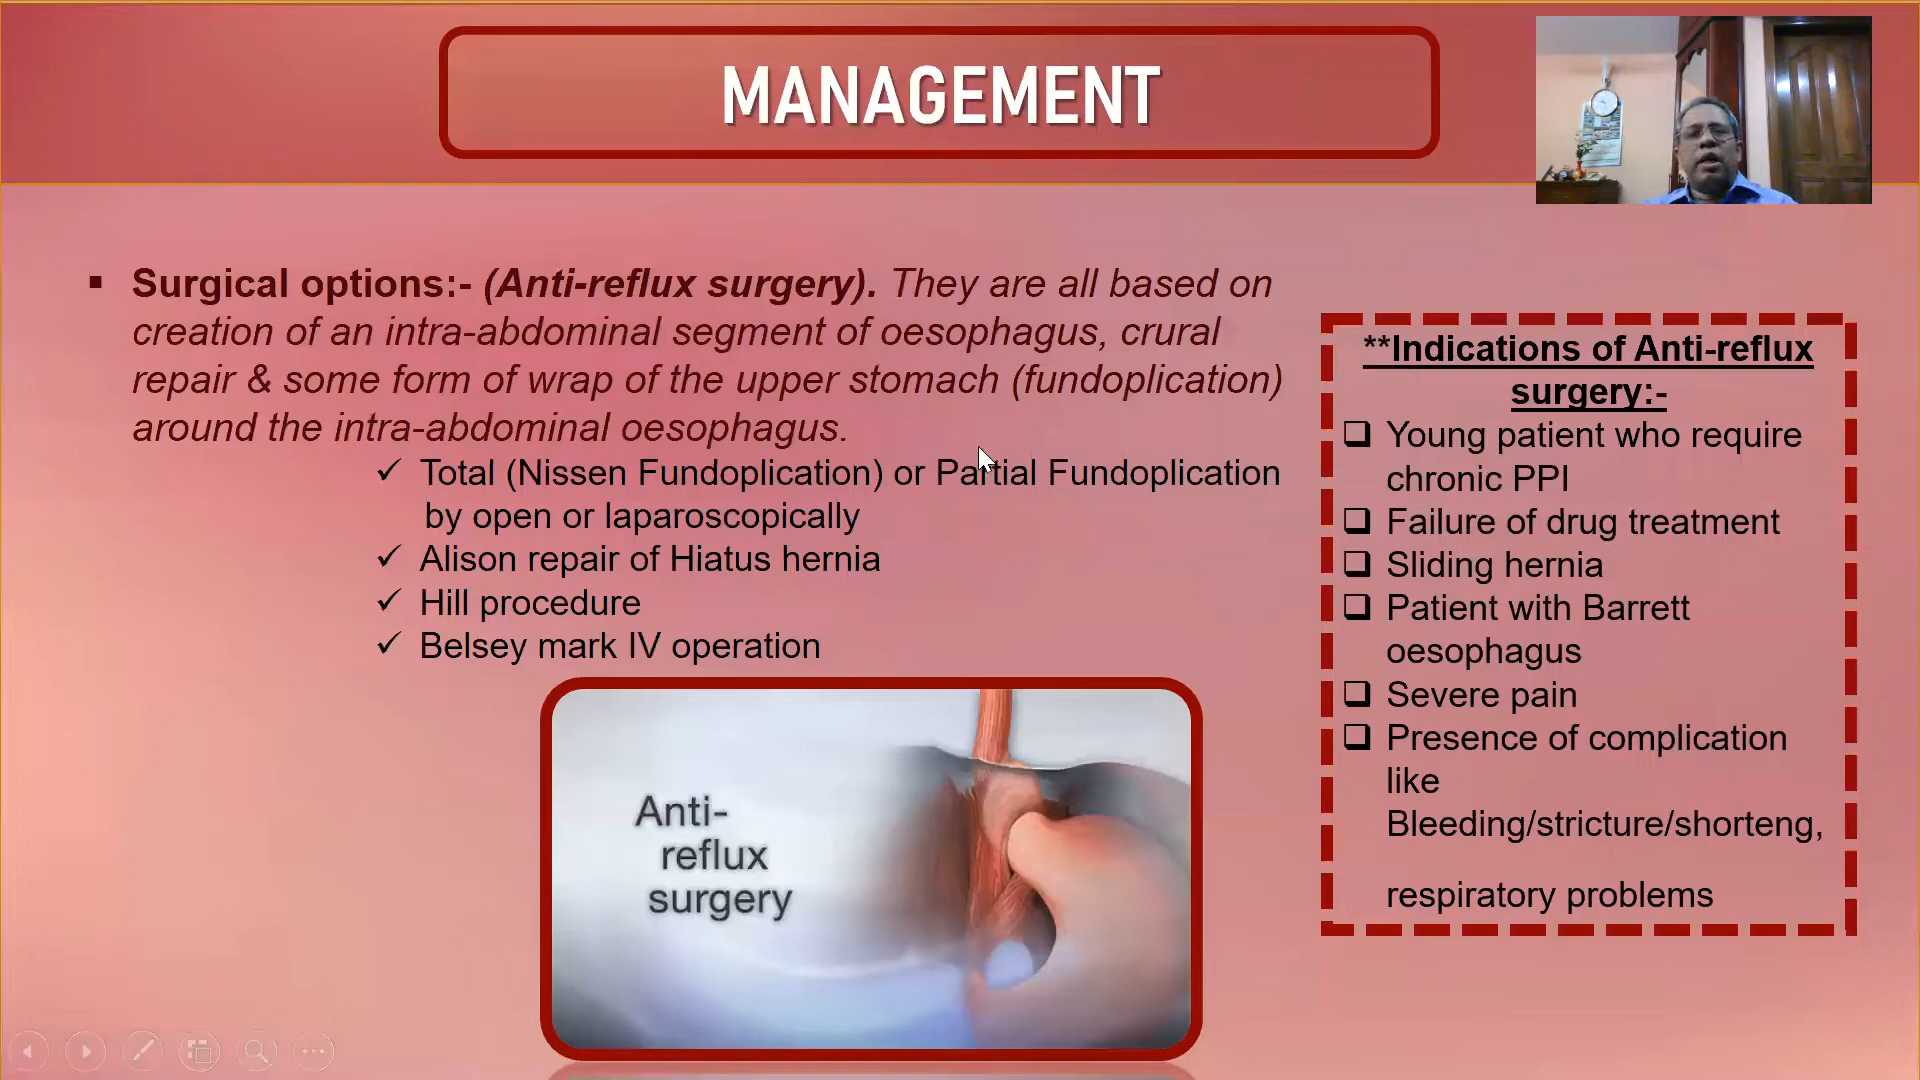 MANAGEMENT
▪ Surgical options:- (Anti-reflux surgery). They are all based on
creation of an intra-abdominal segment of oesophagus, crural
repair & some form of wrap of the upper stomach (fundoplication)
around the intra-abdominal oesophagus.
✓ Total (Nissen Fundoplication) or Partial Fundoplication
by open or laparoscopically
✓ Alison repair of Hiatus hernia
✓ Hill procedure
✓ Belsey mark IV operation
Anti-
reflux
surgery
**Indications of Anti-reflux
surgery:-
❑ Young patient who require
chronic PPI
❑ Failure of drug treatment
❑ Sliding hernia
❑ Patient with Barrett
oesophagus
❑ Severe pain
❑ Presence of complication
like
Bleeding/stricture/shorteng,
respiratory problems